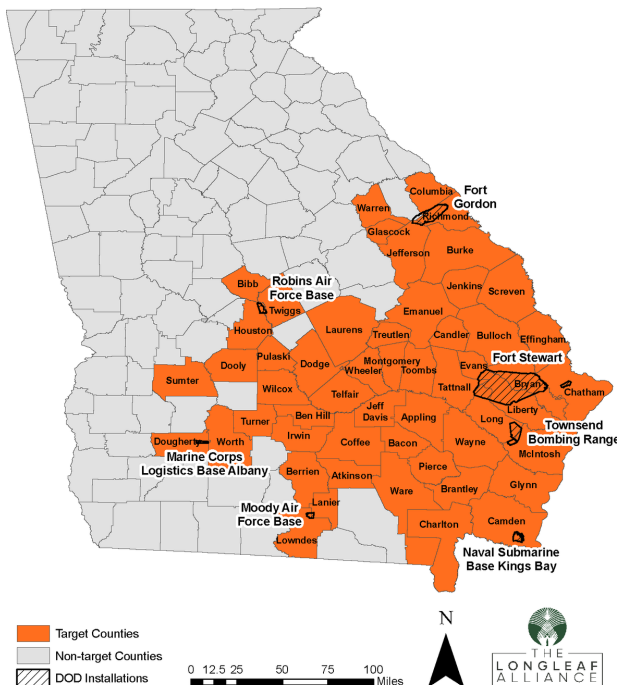 Columbia
Fort
Gordon
Warren
Richmond
Glascock
Jefferson
Burke
Robins Air
Force Base
Bibb
Jenkins
Screven
Twiggs
Emanuel
Houston
Laurens
Treutlen
Candler
Bulloch
Effingham
Pulaski
Montgomery
Evans
Fort Stewart
Dooly
Dodge
Wheeler
Toombs
Sumter
Wilcox
Tattnall
Bryan
Chatham
Telfair
Turner
Ben Hill
Jeff
Davis
Appling
Long
Liberty
Townsend
Bombing Range
Dougherty
Worth
Irwin
Coffee
Bacon
Wayne
McIntosh
Marine Corps
Logistics Base Albany
Berrien
Atkinson
Pierce
Ware
Brantley
Glynn
Moody Air
Force Base
Lanier
Charlton
Camden
Lowndes
Naval Submarine
Base Kings Bay
Target Counties
Non-target Counties
DOD Installations
0 12.5 25 50 75 100
Miles
N
THE
LONGLEAF
ALLIANCE